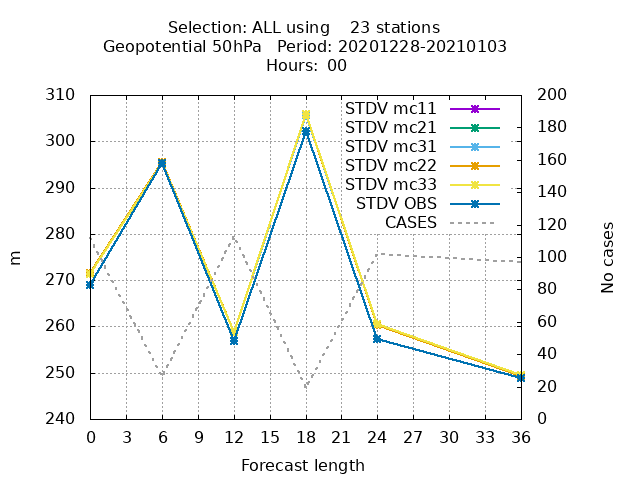 Selection: ALL using    23 stations
Geopotential 50hPa   Period: 20201228-20210103
Hours:  00
310
300
290
280
270
260
250
240
200
180
160
140
120
100
80
60
40
20
0
STDV mc11
STDV mc21
STDV mc31
STDV mc22
STDV mc33
STDV OBS
CASES
m
No cases
0 3 6 9 12 15 18 21 24 27 30 33 36
Forecast length